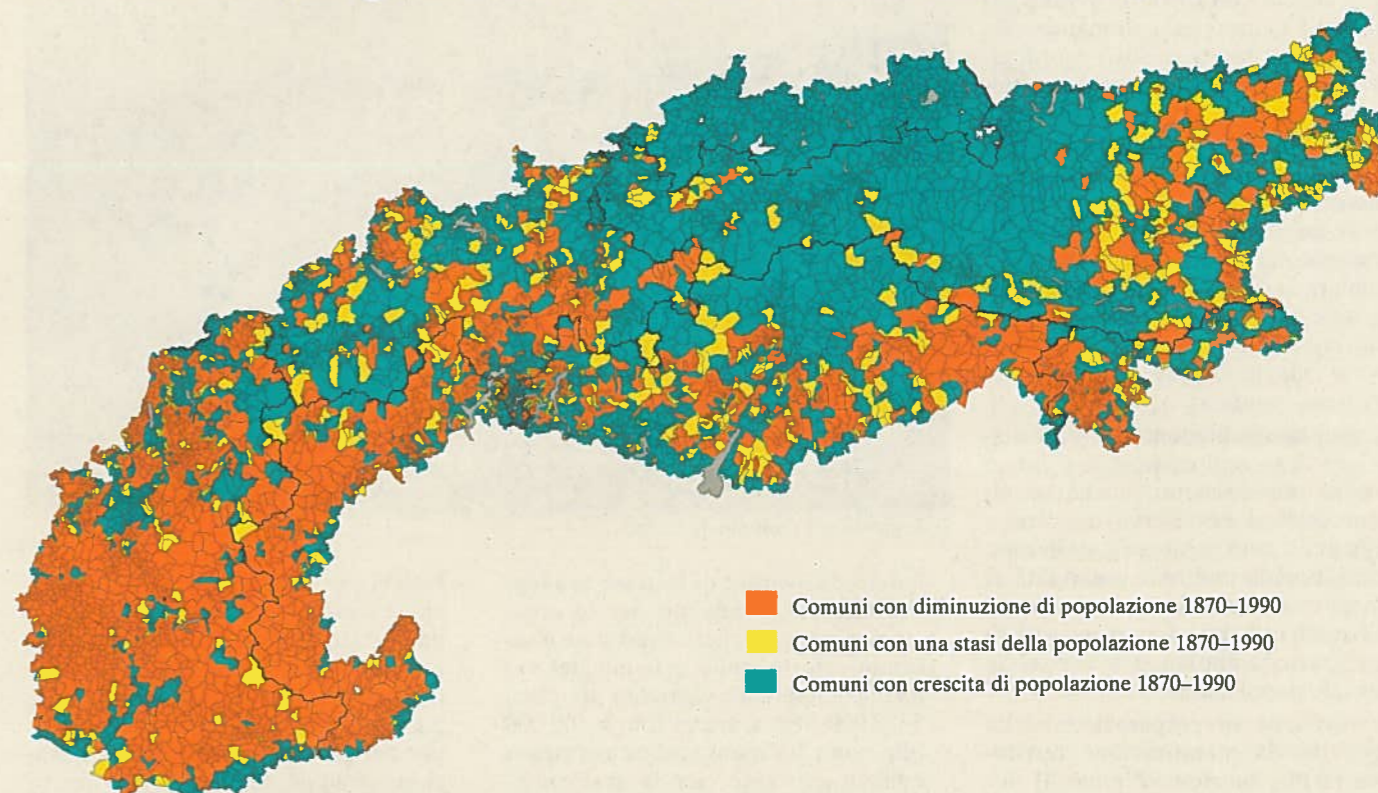 Comuni con diminuzione di popolazione 1870–1990
Comuni con una stasi della popolazione 1870–1990
Comuni con crescita di popolazione 1870–1990